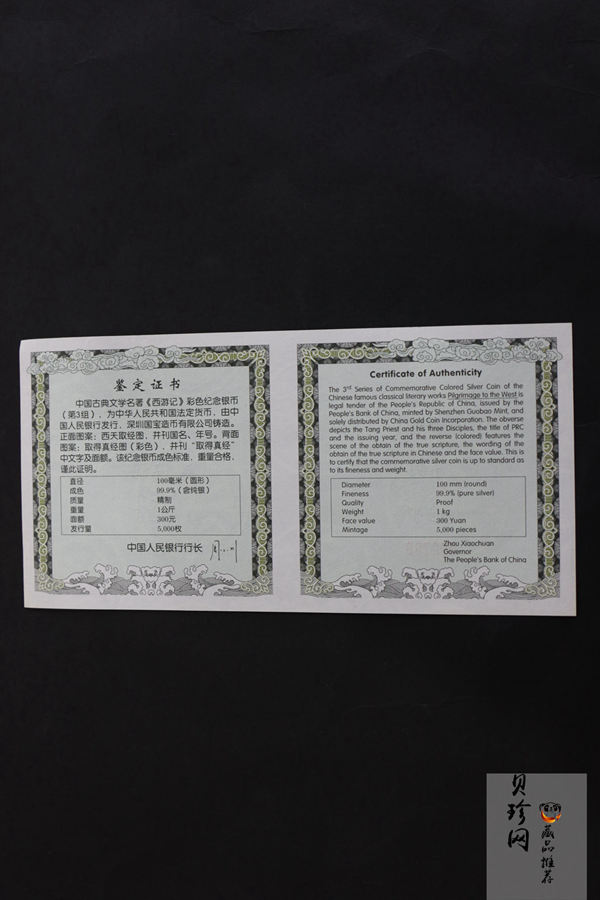 鉴定证书
中国古典文学名著《西游记》彩色纪念银币
（第3组），为中华人民共和国法定货币，由中
国人民银行发行，深圳国宝造币有限公司铸造。
正面图案：西天取经图，并刊国名、年号。背面
图案：取得真经图（彩色），并刊“取得真经”
中文字及面额。该纪念银币成色标准，重量合格，
谨此证明。
直径 100毫米（圆形）
成色 99.9%（含纯银）
质量 精制
重量 1公斤
面额 300元
发行量 5,000枚
中国人民银行行长
Certificate of Authenticity
The 3rd Series of Commemorative Colored Silver Coin of the
Chinese famous classical literary works Pilgrimage to the West is
legal tender of the People's Republic of China, issued by the
People's Bank of China, minted by Shenzhen Guobao Mint, and
solely distributed by China Gold Coin Incorporation. The obverse
depicts the Tang Priest and his three Disciples, the title of PRC
and the issuing year, and the reverse (colored) features the
scene of the obtain of the true scripture, the wording of the
obtain of the true scripture in Chinese and the face value. This is
to certify that the commemorative silver coin is up to standard as
to its fineness and weight.
Diameter 100 mm (round)
Fineness 99.9% (pure silver)
Quality Proof
Weight 1 kg
Face value 300 Yuan
Mintage 5,000 pieces
Zhou Xiaochuan
Governor
The People's Bank of China
贝珍网
藏品推荐